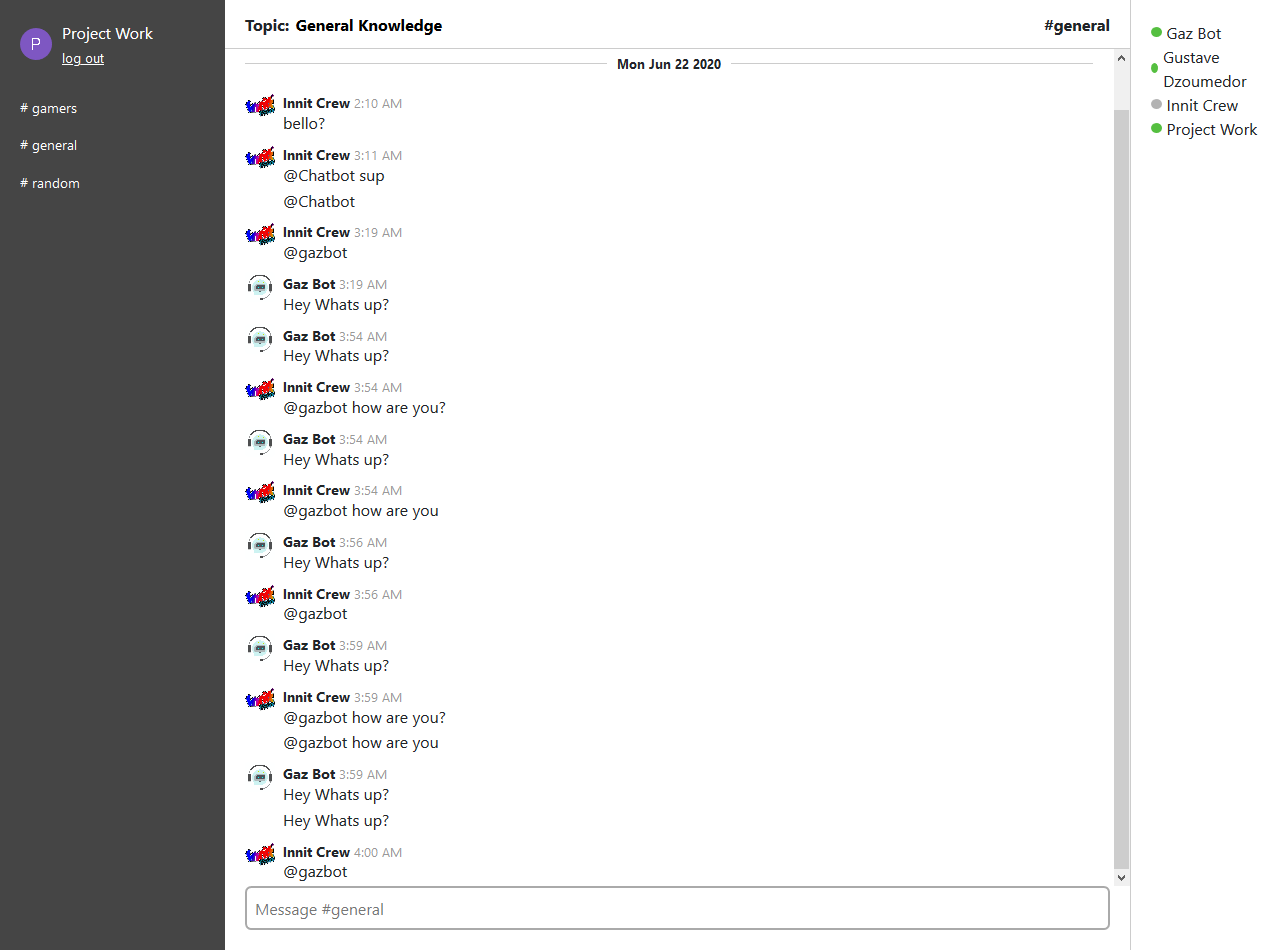 P
Project Work
log out
# gamers
# general
# random
Topic: General Knowledge
#general
Mon Jun 22 2020
Innit Crew 2:10 AM
bello?
Innit Crew 3:11 AM
@Chatbot sup
@Chatbot
Innit Crew 3:19 AM
@gazbot
Gaz Bot 3:19 AM
Hey Whats up?
Gaz Bot 3:54 AM
Hey Whats up?
Innit Crew 3:54 AM
@gazbot how are you?
Gaz Bot 3:54 AM
Hey Whats up?
Innit Crew 3:54 AM
@gazbot how are you
Gaz Bot 3:56 AM
Hey Whats up?
Innit Crew 3:56 AM
@gazbot
Gaz Bot 3:59 AM
Hey Whats up?
Innit Crew 3:59 AM
@gazbot how are you?
@gazbot how are you
Gaz Bot 3:59 AM
Hey Whats up?
Hey Whats up?
Innit Crew 4:00 AM
@gazbot
Message #general
Gaz Bot
Gustave
Dzoumedor
Innit Crew
Project Work